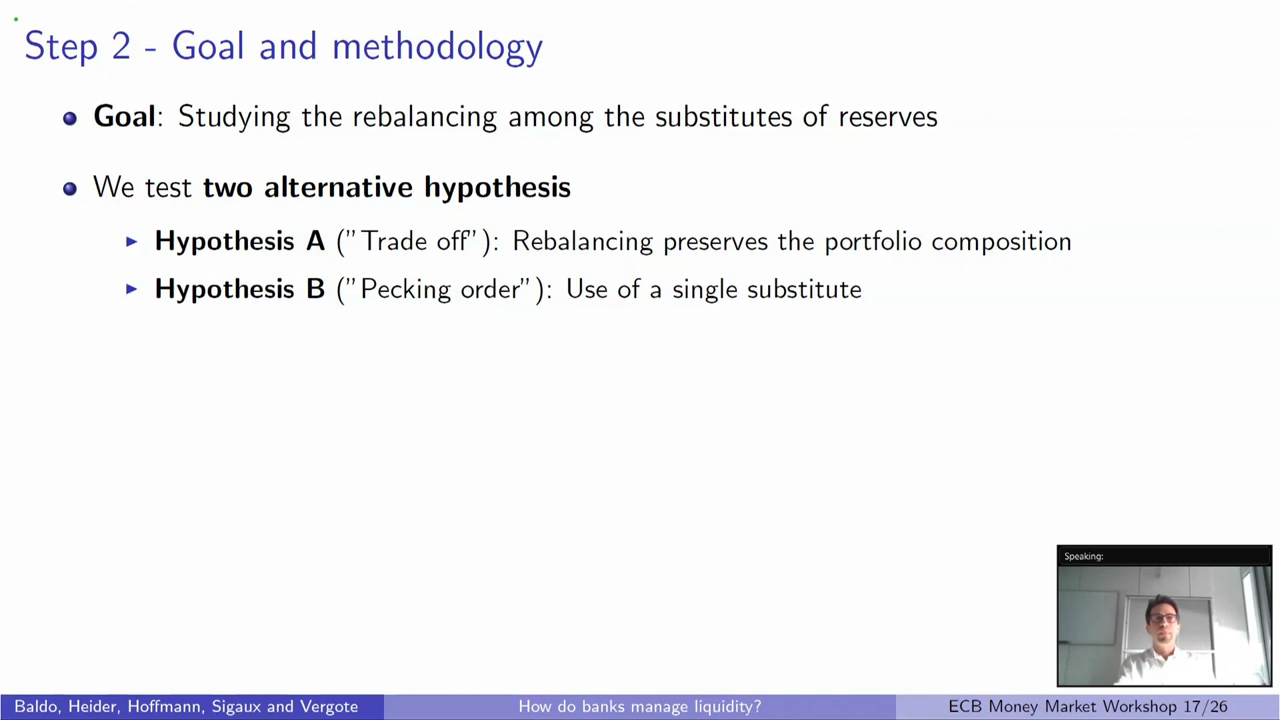 Step 2 - Goal and methodology
Goal: Studying the rebalancing among the substitutes of reserves
We test two alternative hypothesis
Hypothesis A ("Trade off"): Rebalancing preserves the portfolio composition
Hypothesis B ("Pecking order"): Use of a single substitute
Speaking:
Baldo, Heider, Hoffmann, Sigaux and Vergote
How do banks manage liquidity?
ECB Money Market Workshop 17/26